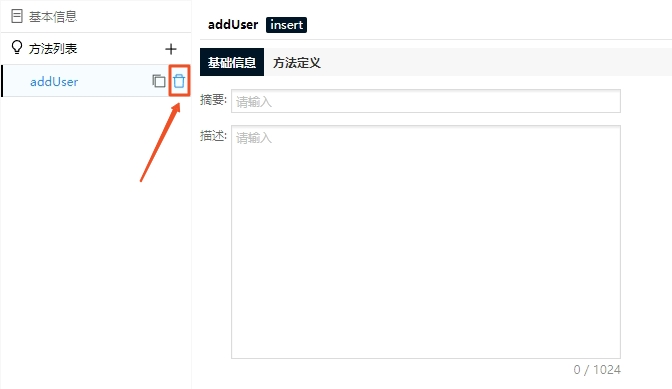 基本信息
方法列表
addUser
addUser insert
基础信息 方法定义
摘要: 请输入
描述: 请输入
0 / 1024